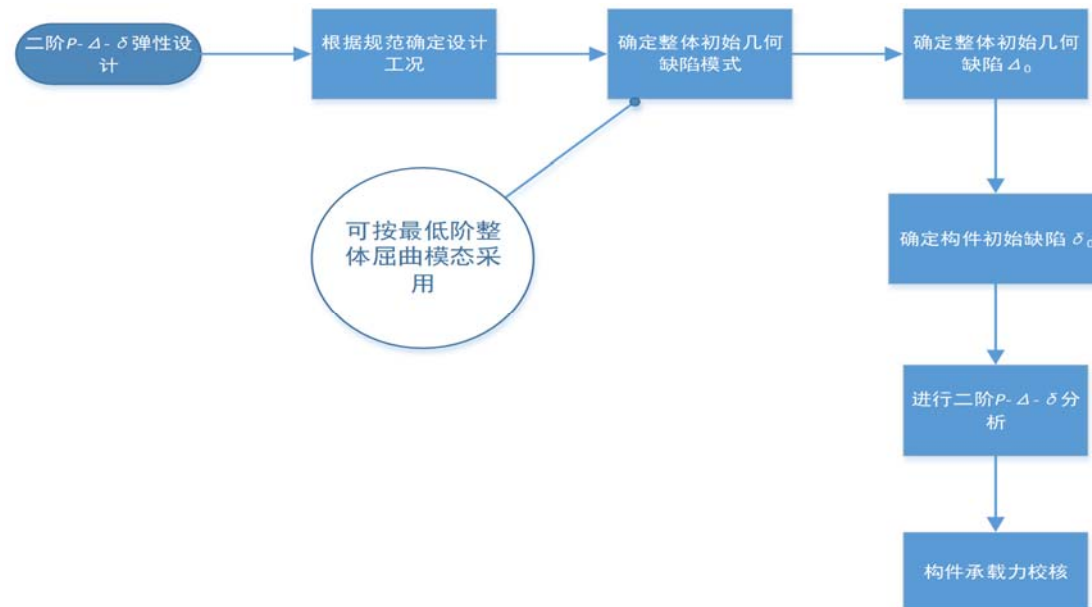 二阶P-Δ-δ弹性设
计
根据规范确定设计
工况
确定整体初始几何
缺陷模式
确定整体初始几何
缺陷Δ₀
可按最低阶整
体屈曲模态采
用
确定构件初始缺陷δ₀
进行二阶P-Δ-δ分
析
构件承载力校核